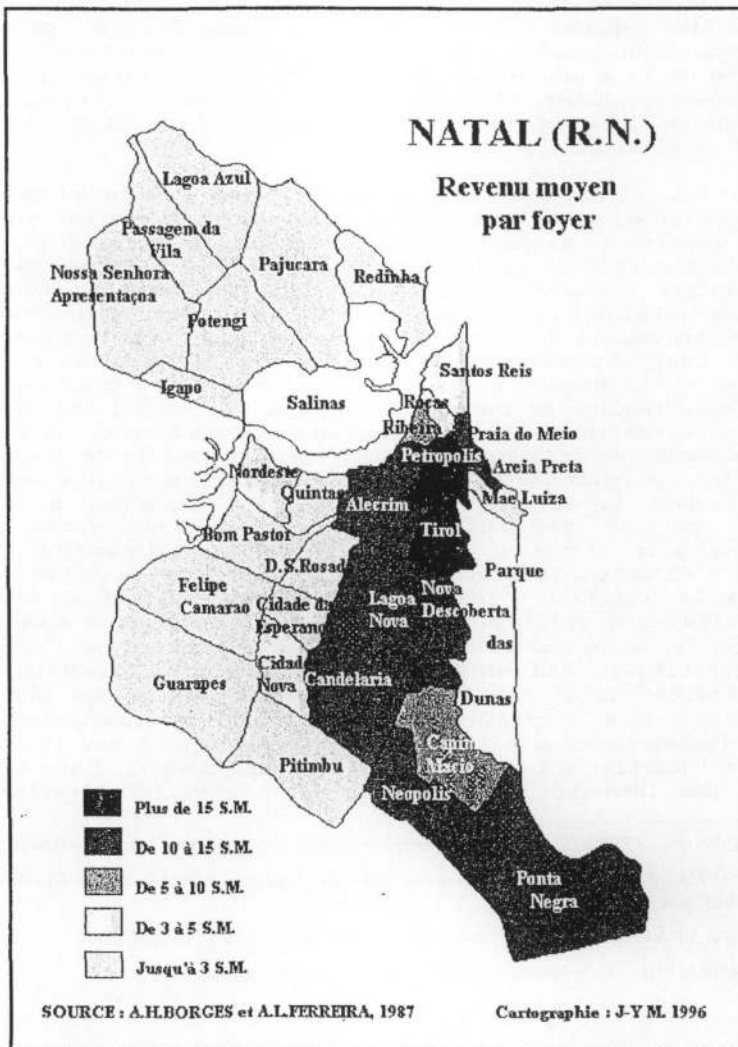 NATAL (R.N.)
Revenu moyen
par foyer
Lagoa Azul
Passagem da
Vila
Nossa Senhora
Apresentaçoa
Pajucara
Redinha
Potengi
Igapo
Salinas
Santos Reis
Rocas
Ribeira
Praia do Meio
Petropolis
Areia Preta
Mae Luiza
Nordeste
Quintas
Alecrim
Tirol
Bom Pastor
D.S.Rosado
Parque
das
Dunas
Felipe
Camarao
Cidade da
Esperano
Lagoa
Nova
Nova
Descoberta
Guarapes
Cidade
Nova
Candelaria
Pitimbu
Capim
Macio
Neopolis
Ponta
Negra
Plus de 15 S.M.
De 10 à 15 S.M.
De 5 à 10 S.M.
De 3 à 5 S.M.
Jusqu'à 3 S.M.
SOURCE : A.H.BORGES et A.L.FERREIRA, 1987
Cartographie : J-Y M. 1996